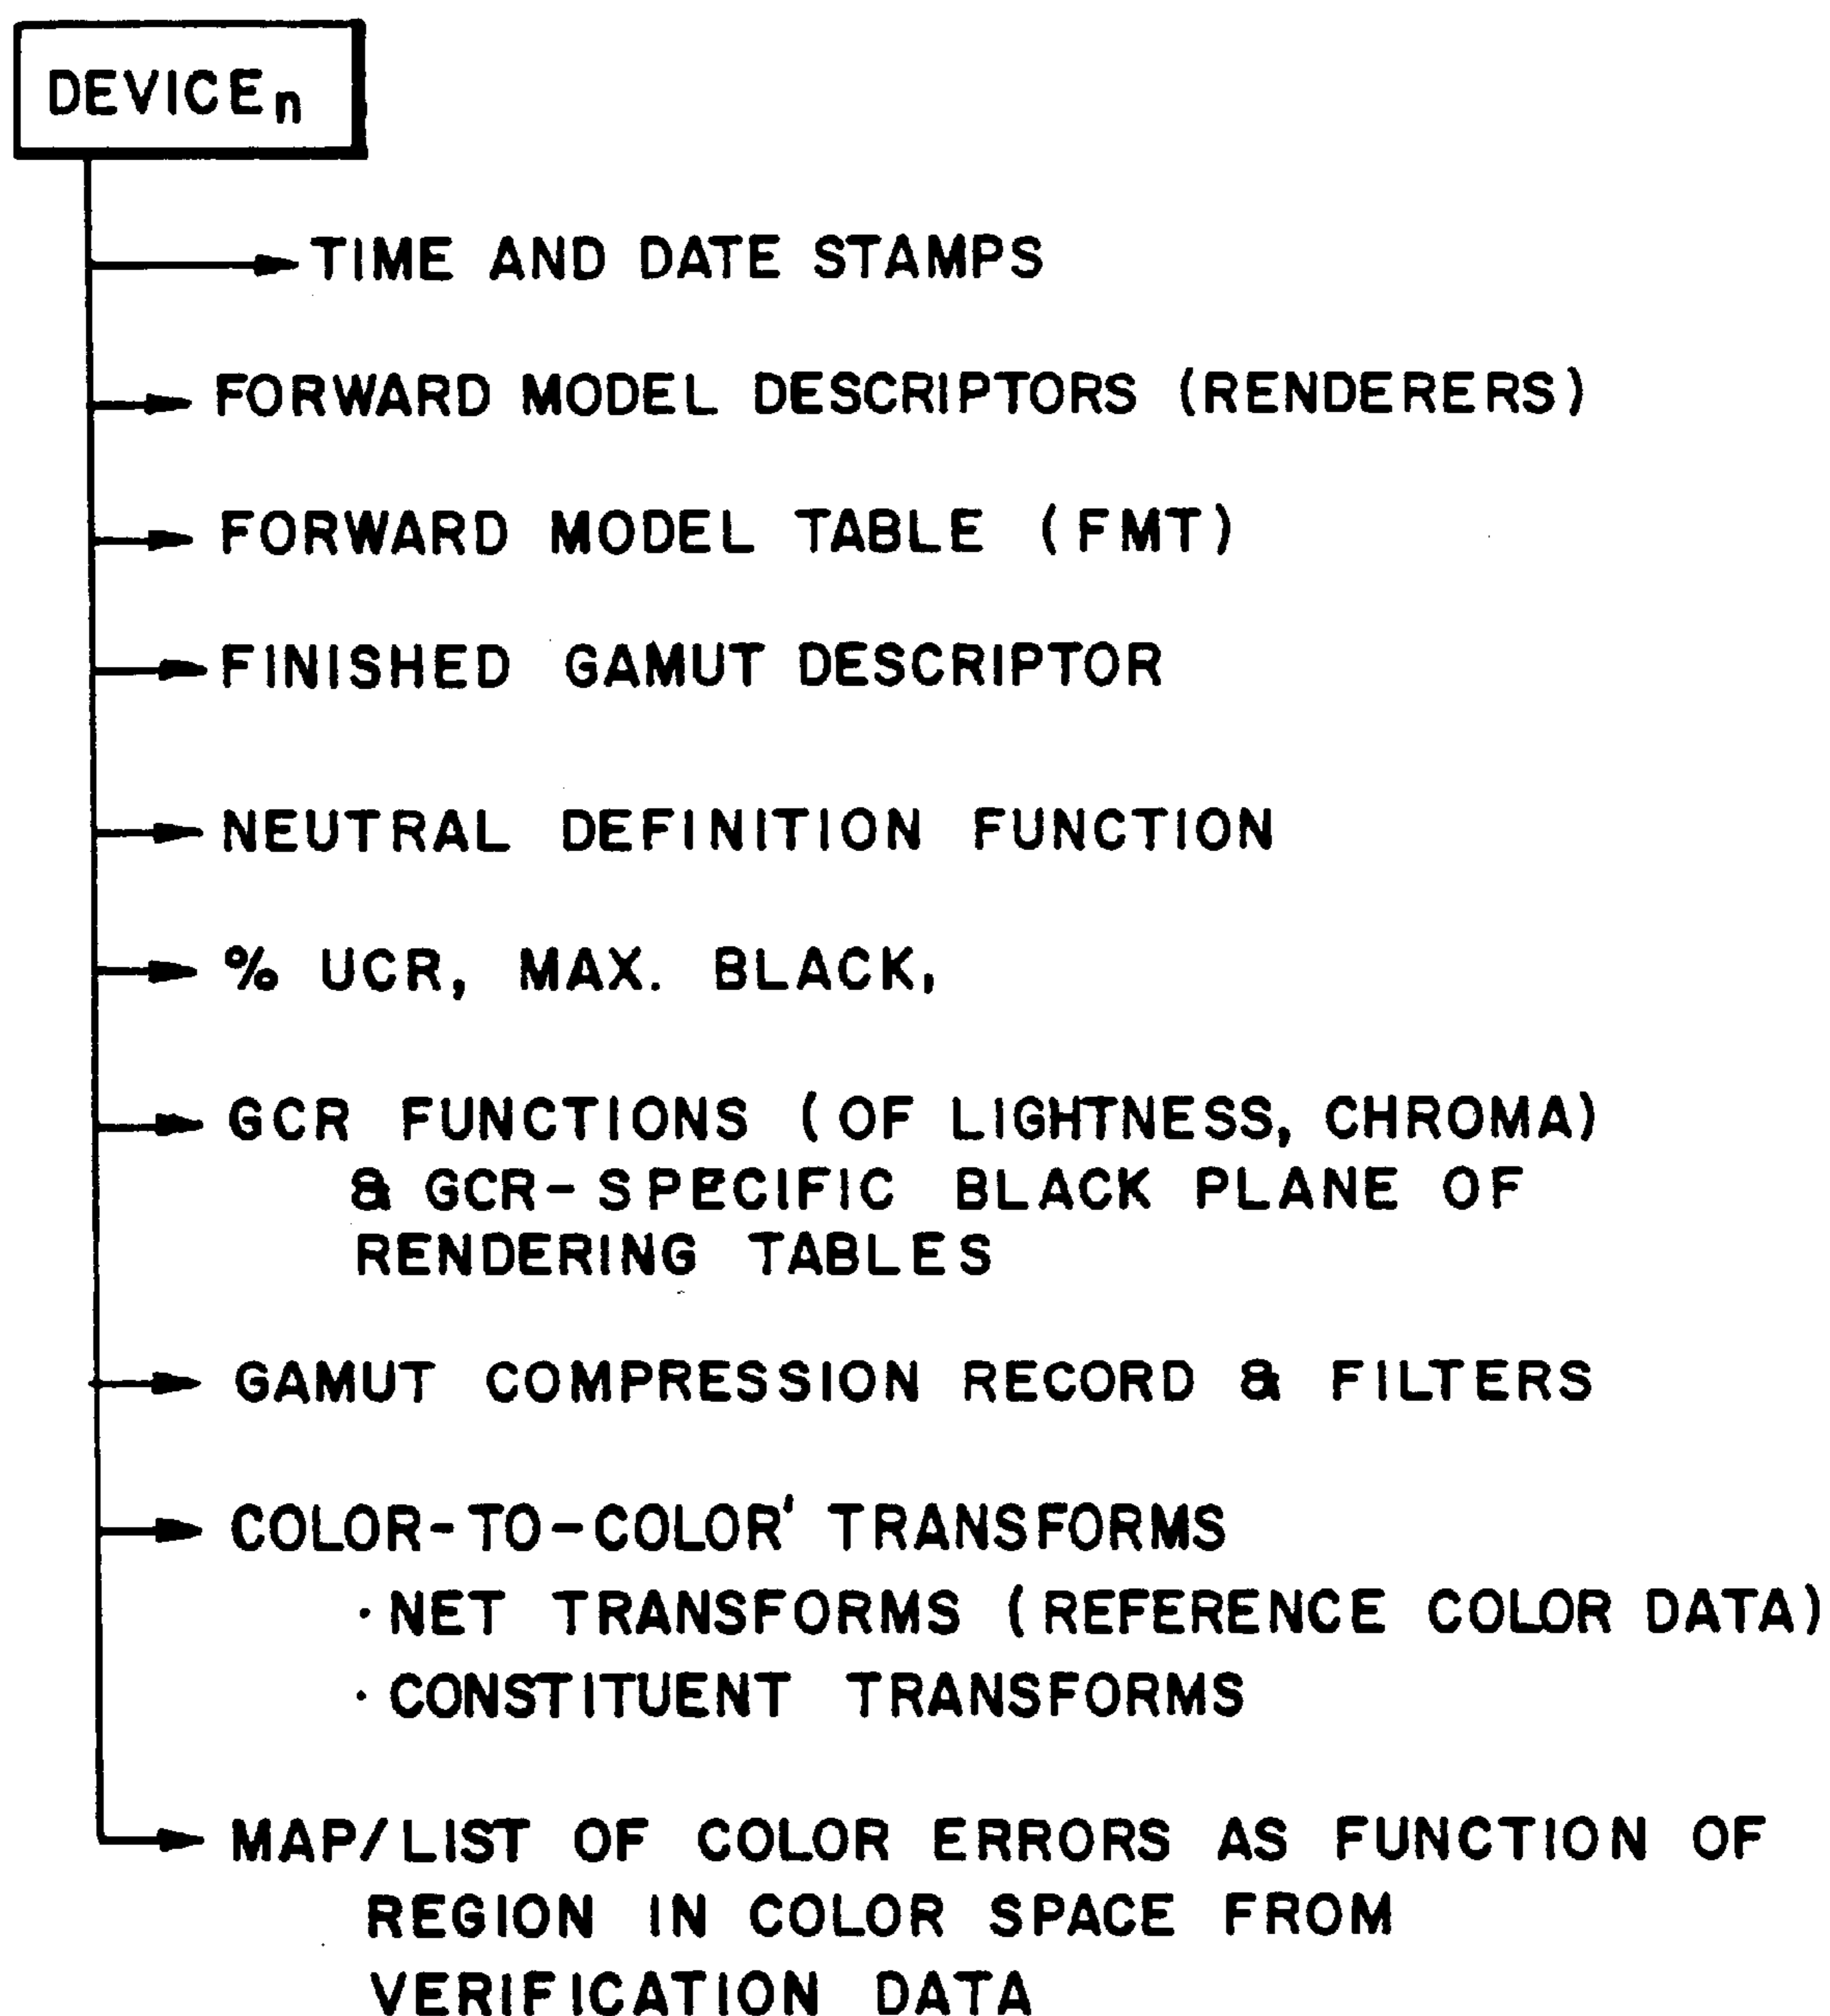 DEVICEn
TIME AND DATE STAMPS
FORWARD MODEL DESCRIPTORS (RENDERERS)
FORWARD MODEL TABLE (FMT)
FINISHED GAMUT DESCRIPTOR
NEUTRAL DEFINITION FUNCTION
% UCR, MAX. BLACK,
GCR FUNCTIONS (OF LIGHTNESS, CHROMA)
& GCR-SPECIFIC BLACK PLANE OF
RENDERING TABLES
GAMUT COMPRESSION RECORD & FILTERS
COLOR-TO-COLOR' TRANSFORMS
· NET TRANSFORMS (REFERENCE COLOR DATA)
· CONSTITUENT TRANSFORMS
MAP/LIST OF COLOR ERRORS AS FUNCTION OF
REGION IN COLOR SPACE FROM
VERIFICATION DATA